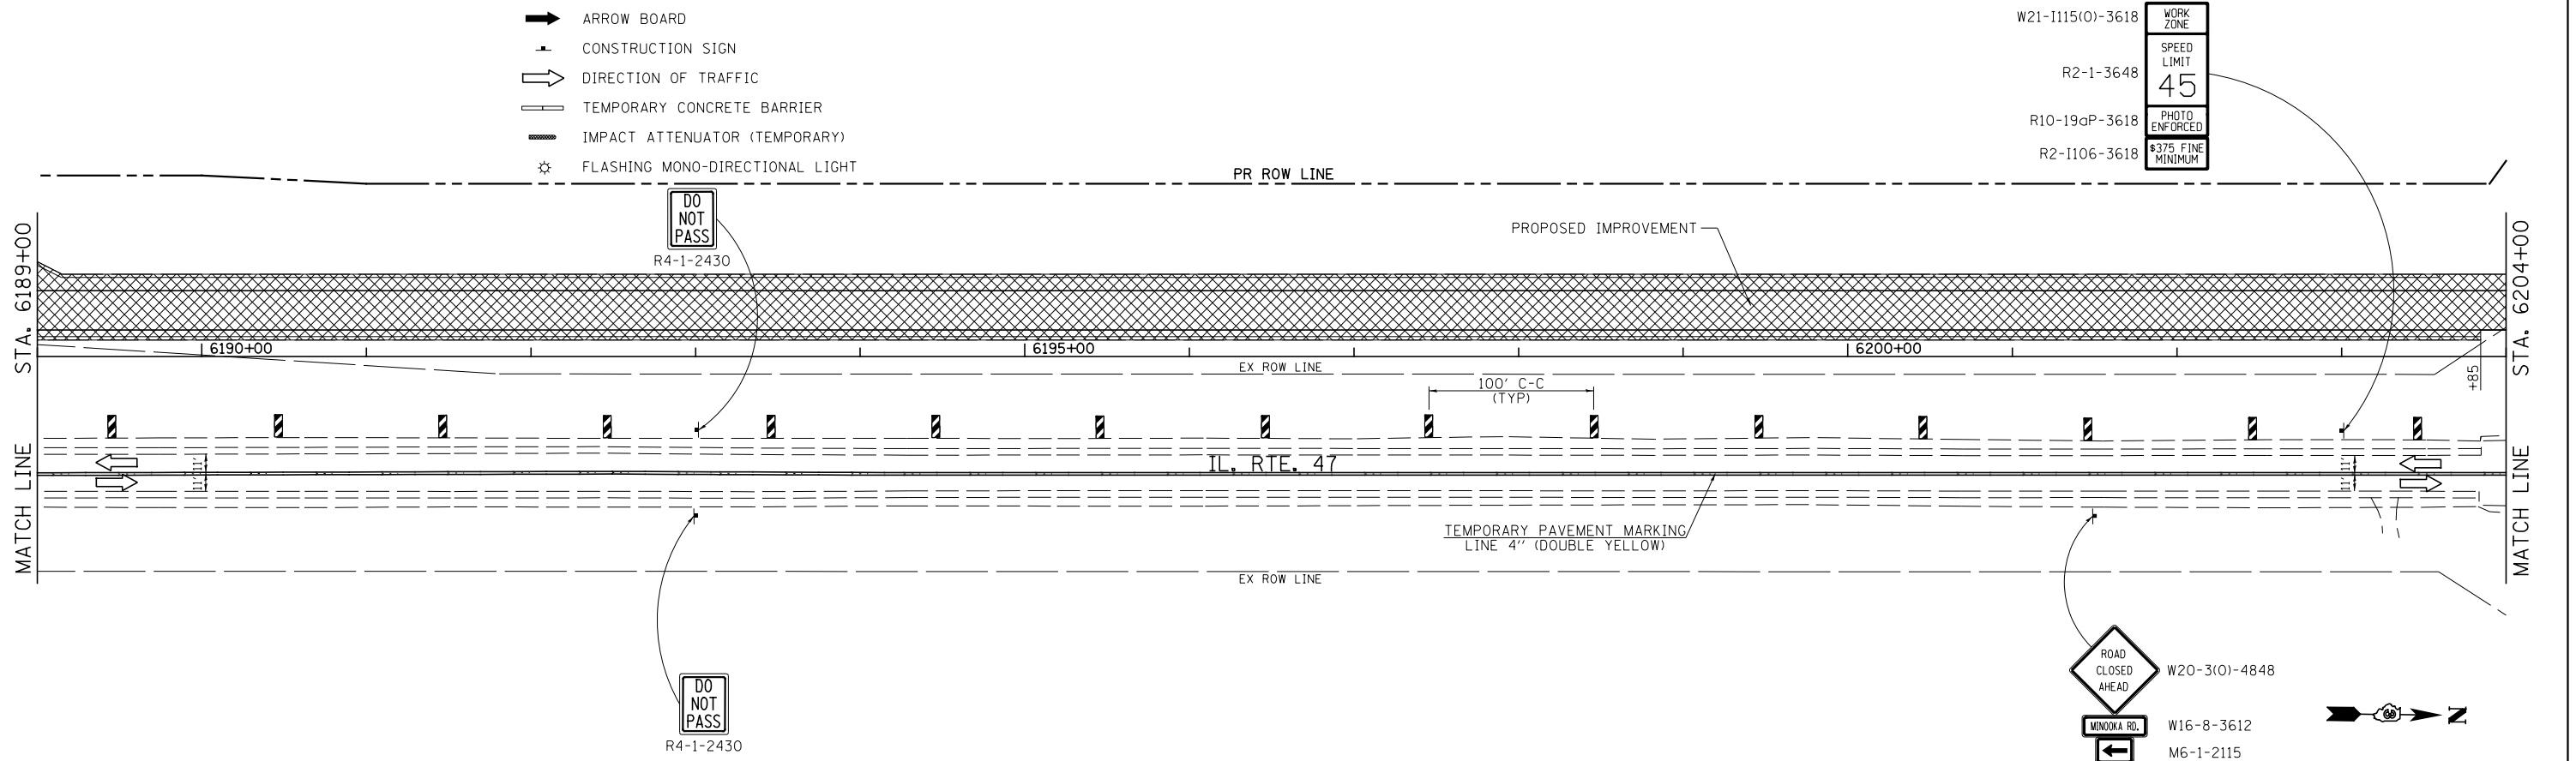 ARROW BOARD
CONSTRUCTION SIGN
DIRECTION OF TRAFFIC
TEMPORARY CONCRETE BARRIER
IMPACT ATTENUATOR (TEMPORARY)
FLASHING MONO-DIRECTIONAL LIGHT
W21-I115(O)-3618
WORK
ZONE
R2-1-3648
SPEED
LIMIT
45
R10-19aP-3618
PHOTO
ENFORCED
R2-I106-3618
$375 FINE
MINIMUM
PR ROW LINE
DO
NOT
PASS
R4-1-2430
PROPOSED IMPROVEMENT
MATCH LINE STA. 6189+00
MATCH LINE STA. 6204+00
6190+00
6195+00
6200+00
EX ROW LINE
+85
100' C-C
(TYP)
IL. RTE. 47
11'
11'
11'
11'
TEMPORARY PAVEMENT MARKING
LINE 4'' (DOUBLE YELLOW)
EX ROW LINE
DO
NOT
PASS
R4-1-2430
ROAD
CLOSED
AHEAD
W20-3(O)-4848
MINOOKA RD.
W16-8-3612
M6-1-2115
N